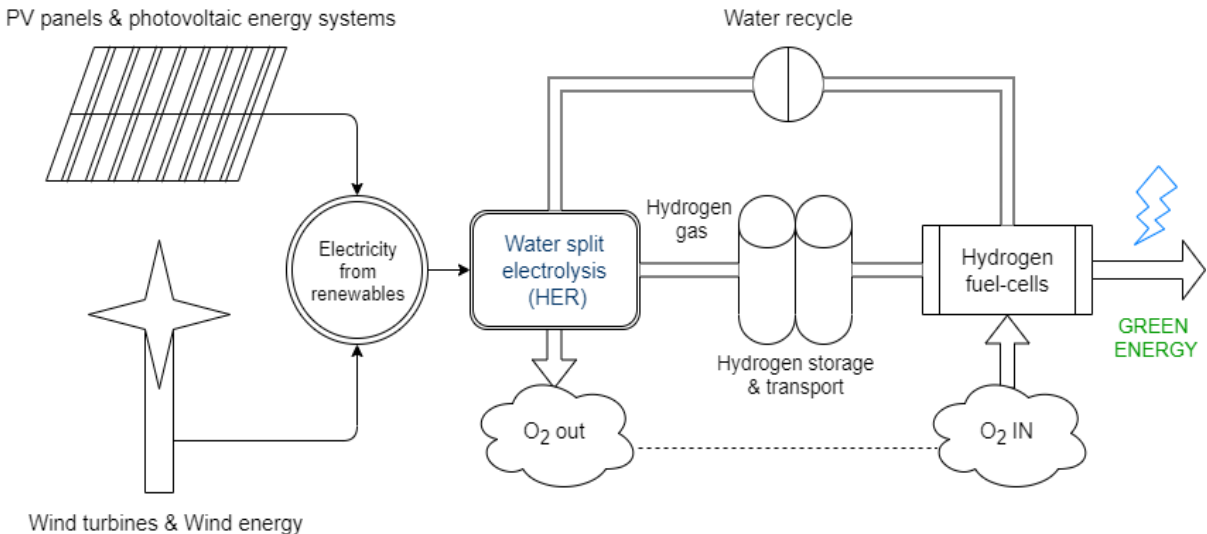 PV panels & photovoltaic energy systems
Water recycle
Hydrogen
gas
Electricity
from
renewables
Water split
electrolysis
(HER)
Hydrogen
fuel-cells
GREEN
ENERGY
Hydrogen storage
& transport
O₂ out
O₂ IN
Wind turbines & Wind energy